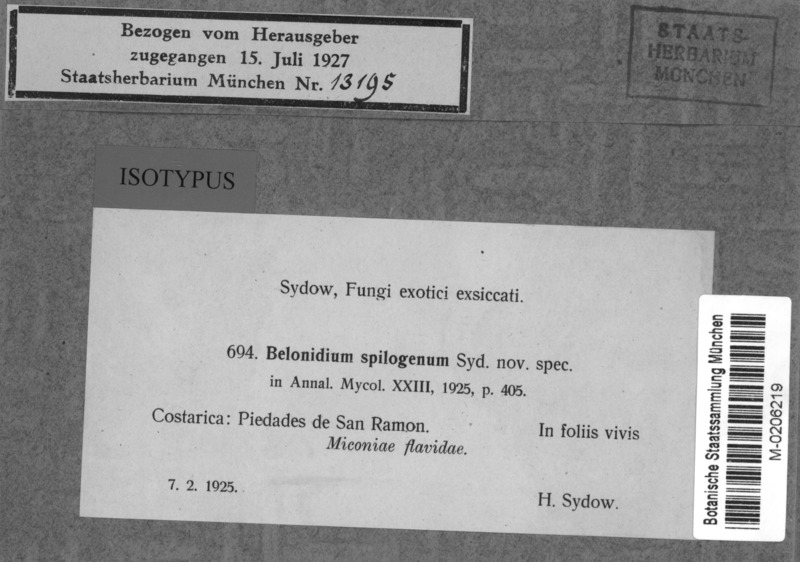 Bezogen vom Herausgeber
zugegangen 15. Juli 1927
Staatsherbarium München Nr. 13195
STAATS-
HERBARIUM
MÜNCHEN
ISOTYPUS
Sydow, Fungi exotici exsiccati.
694. Belonidium spilogenum Syd. nov. spec.
in Annal. Mycol. XXIII, 1925, p. 405.
Costarica: Piedades de San Ramon. In foliis vivis
Miconiae flavidae.
7. 2. 1925.
H. Sydow.
Botanische Staatssammlung München
M-0206219